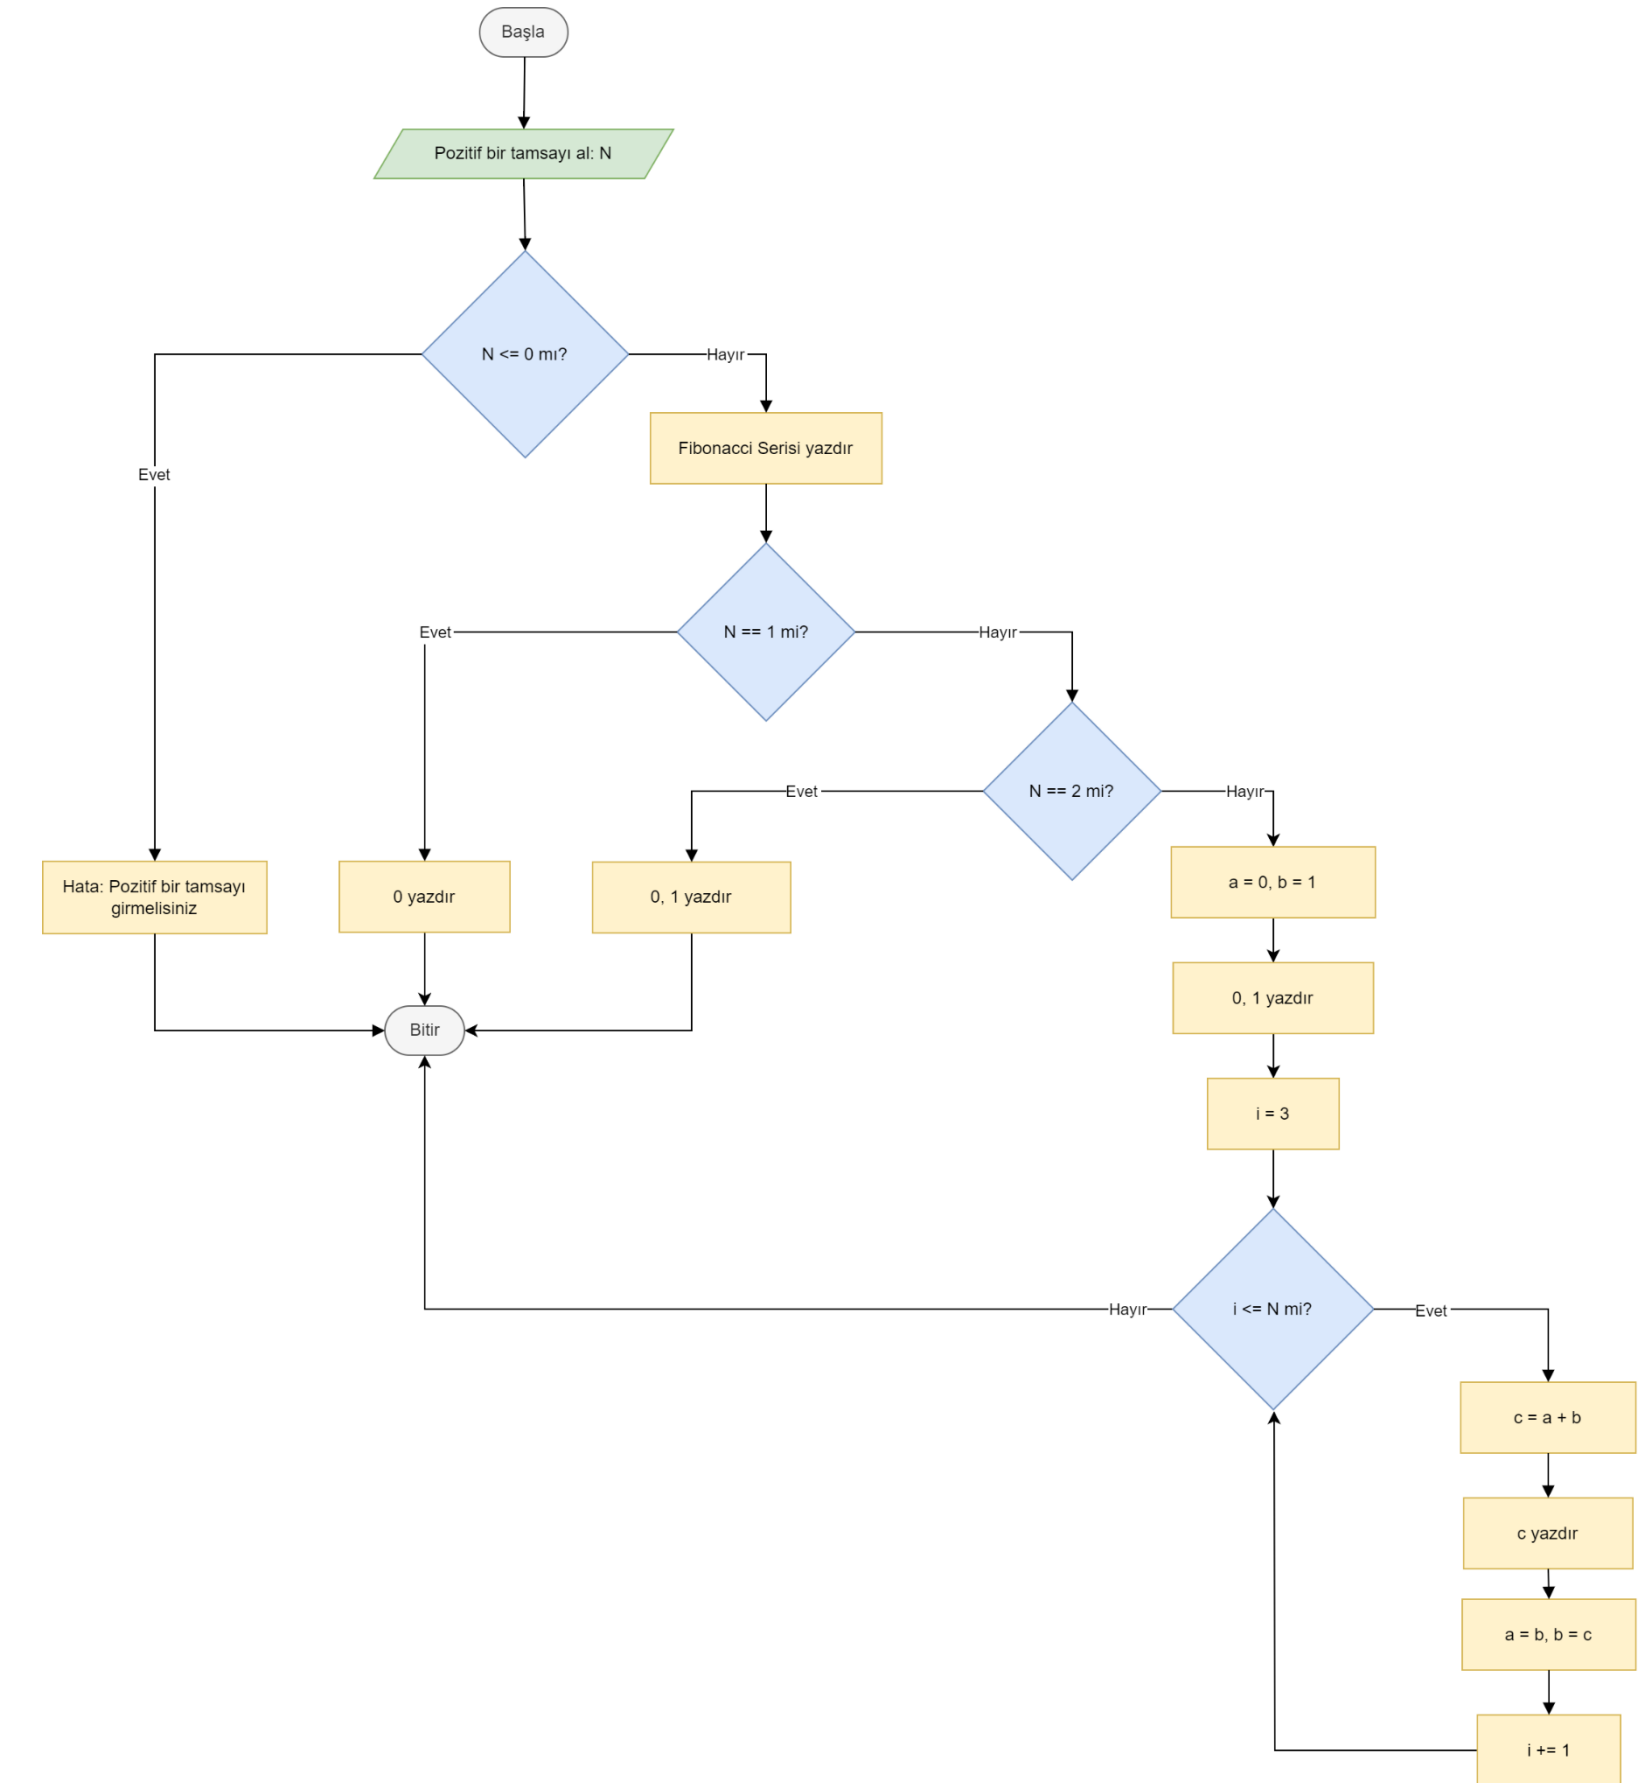 Başla
Pozitif bir tamsayı al: N
N <= 0 mı?
Hayır
Evet
Fibonacci Serisi yazdır
N == 1 mi?
Evet
Hayır
N == 2 mi?
Evet
Hayır
Hata: Pozitif bir tamsayı
girmelisiniz
0 yazdır
0, 1 yazdır
a = 0, b = 1
0, 1 yazdır
Bitir
i = 3
i <= N mi?
Hayır
Evet
c = a + b
c yazdır
a = b, b = c
i += 1